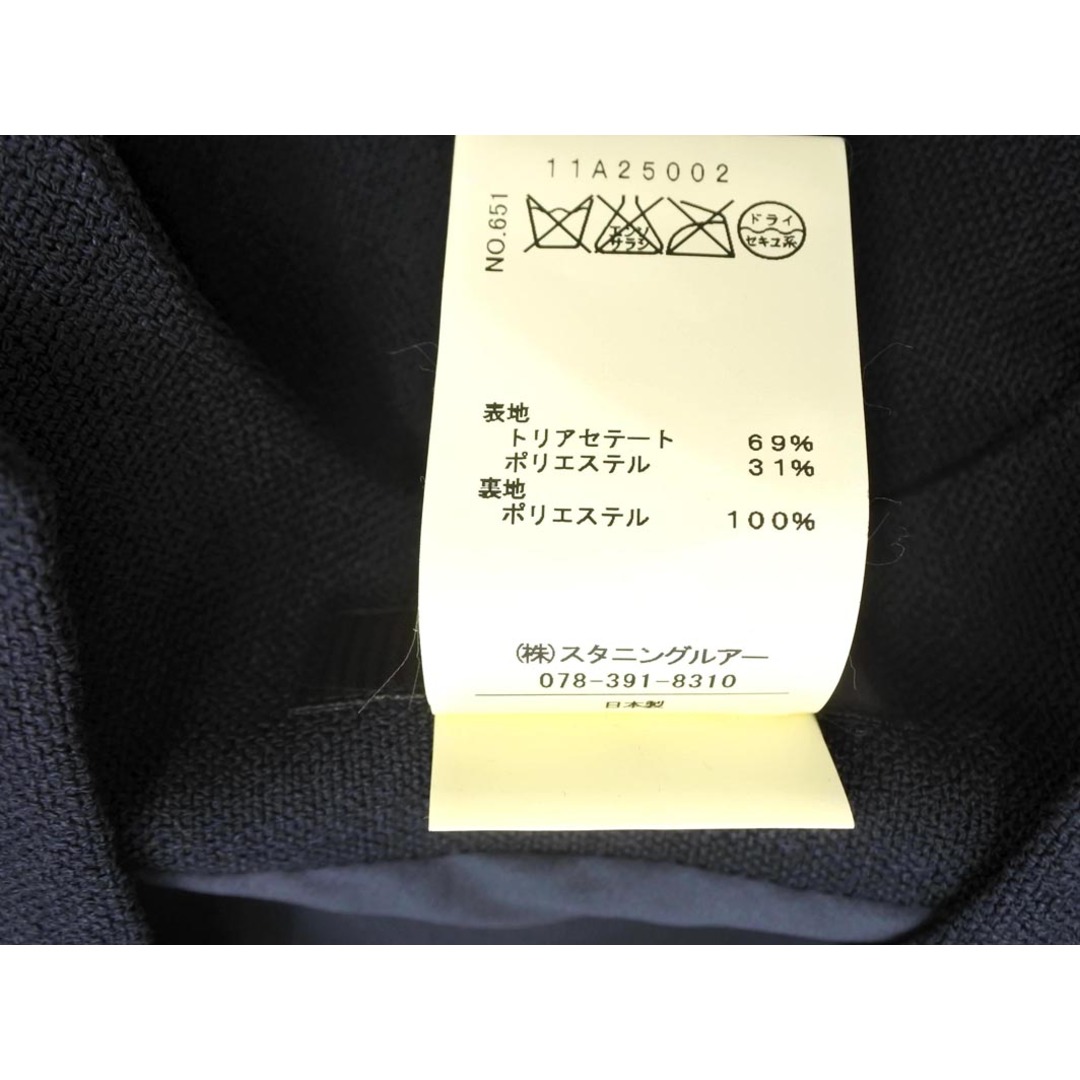 11A25002
NO.651
エンソ
サラシ
ドライ
セキユ系
表地
トリアセテート 69%
ポリエステル 31%
裏地
ポリエステル 100%
(株)スタニングルアー
078-391-8310
日本製